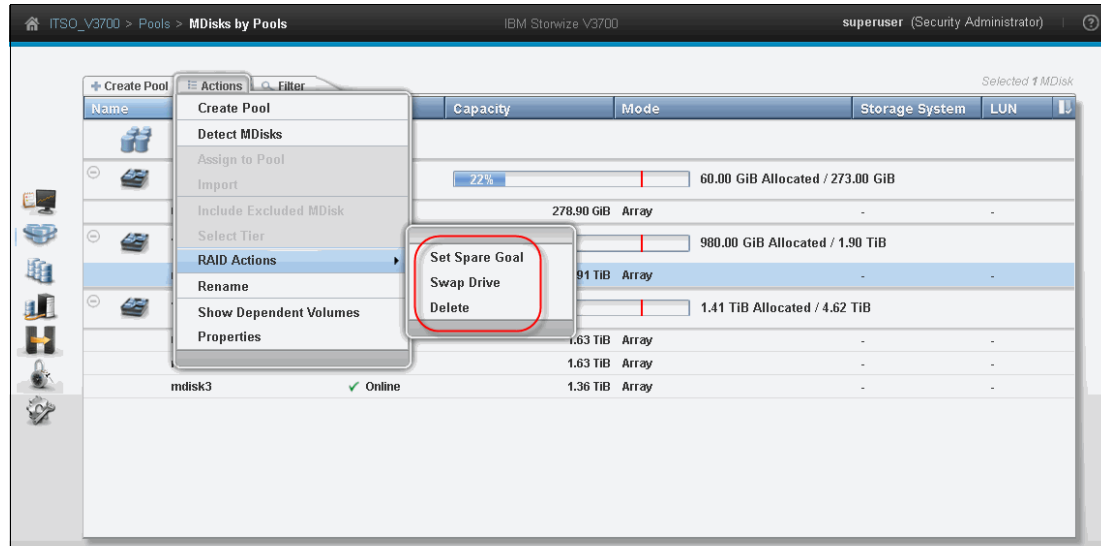 ITSO_V3700 > Pools > MDisks by Pools IBM Storwize V3700 superuser (Security Administrator) | ?
Create Pool Actions Filter Selected 1 MDisk
Name Capacity Mode Storage System LUN
Create Pool
Detect MDisks
Assign to Pool
22% 60.00 GiB Allocated / 273.00 GiB
Import
Include Excluded MDisk 278.90 GiB Array - -
Select Tier 980.00 GiB Allocated / 1.90 TiB
RAID Actions Set Spare Goal
91 TiB Array - -
Rename Swap Drive
Show Dependent Volumes Delete 1.41 TiB Allocated / 4.62 TiB
Properties 1.63 TiB Array - -
1.63 TiB Array - -
mdisk3 Online 1.36 TiB Array - -